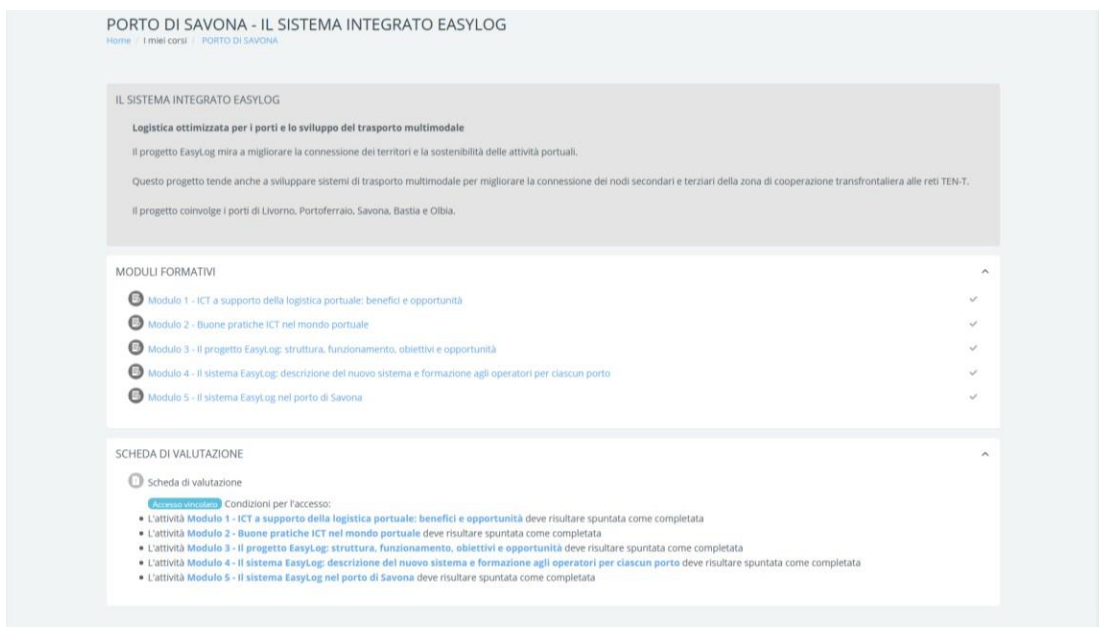 PORTO DI SAVONA - IL SISTEMA INTEGRATO EASYLOG
Home / I miei corsi / PORTO DI SAVONA
IL SISTEMA INTEGRATO EASYLOG
Logistica ottimizzata per i porti e lo sviluppo del trasporto multimodale
Il progetto EasyLog mira a migliorare la connessione dei territori e la sostenibilità delle attività portuali.
Questo progetto tende anche a sviluppare sistemi di trasporto multimodale per migliorare la connessione dei nodi secondari e terziari della zona di cooperazione transfrontaliera alle reti TEN-T.
Il progetto coinvolge i porti di Livorno, Portoferraio, Savona, Bastia e Olbia.
MODULI FORMATIVI
Modulo 1 - ICT a supporto della logistica portuale: benefici e opportunità
Modulo 2 - Buone pratiche ICT nel mondo portuale
Modulo 3 - Il progetto EasyLog: struttura, funzionamento, obiettivi e opportunità
Modulo 4 - Il sistema EasyLog: descrizione del nuovo sistema e formazione agli operatori per ciascun porto
Modulo 5 - Il sistema EasyLog nel porto di Savona
SCHEDA DI VALUTAZIONE
Scheda di valutazione
Accesso vincolato Condizioni per l'accesso:
• L'attività Modulo 1 - ICT a supporto della logistica portuale: benefici e opportunità deve risultare spuntata come completata
• L'attività Modulo 2 - Buone pratiche ICT nel mondo portuale deve risultare spuntata come completata
• L'attività Modulo 3 - Il progetto EasyLog: struttura, funzionamento, obiettivi e opportunità deve risultare spuntata come completata
• L'attività Modulo 4 - Il sistema EasyLog: descrizione del nuovo sistema e formazione agli operatori per ciascun porto deve risultare spuntata come completata
• L'attività Modulo 5 - Il sistema EasyLog nel porto di Savona deve risultare spuntata come completata